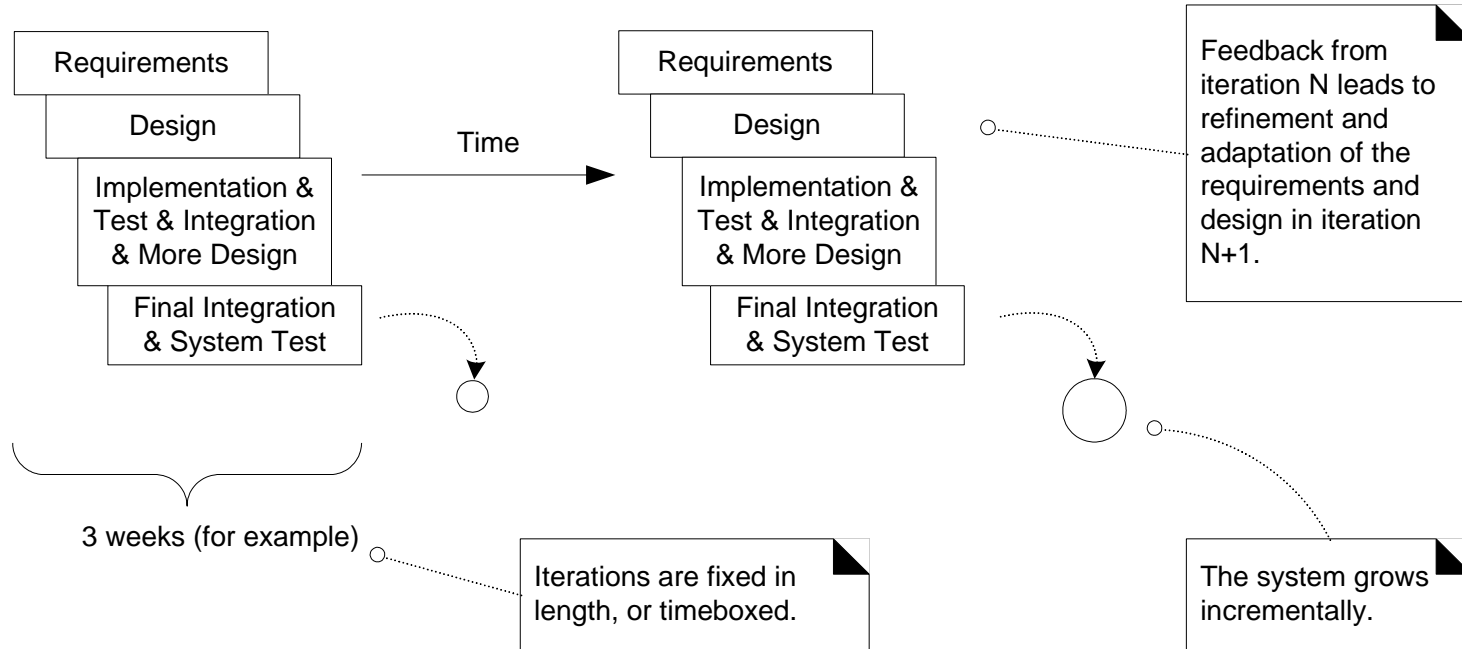 Requirements
Design
Implementation &
Test & Integration
& More Design
Final Integration
& System Test
Time
Requirements
Design
Implementation &
Test & Integration
& More Design
Final Integration
& System Test
Feedback from
iteration N leads to
refinement and
adaptation of the
requirements and
design in iteration
N+1.
3 weeks (for example)
Iterations are fixed in
length, or timeboxed.
The system grows
incrementally.